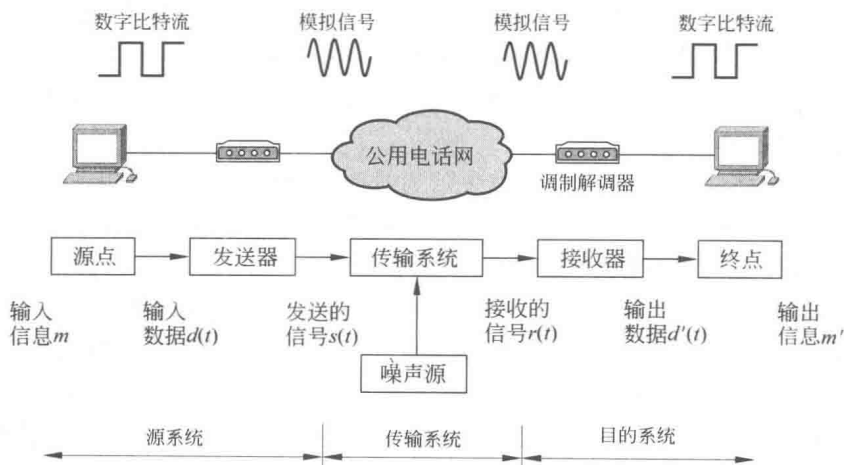 数字比特流
模拟信号
模拟信号
数字比特流
公用电话网
调制解调器
源点
发送器
传输系统
接收器
终点
输入
信息m
输入
数据d(t)
发送的
信号s(t)
接收的
信号r(t)
输出
数据d'(t)
输出
信息m'
噪声源
源系统
传输系统
目的系统